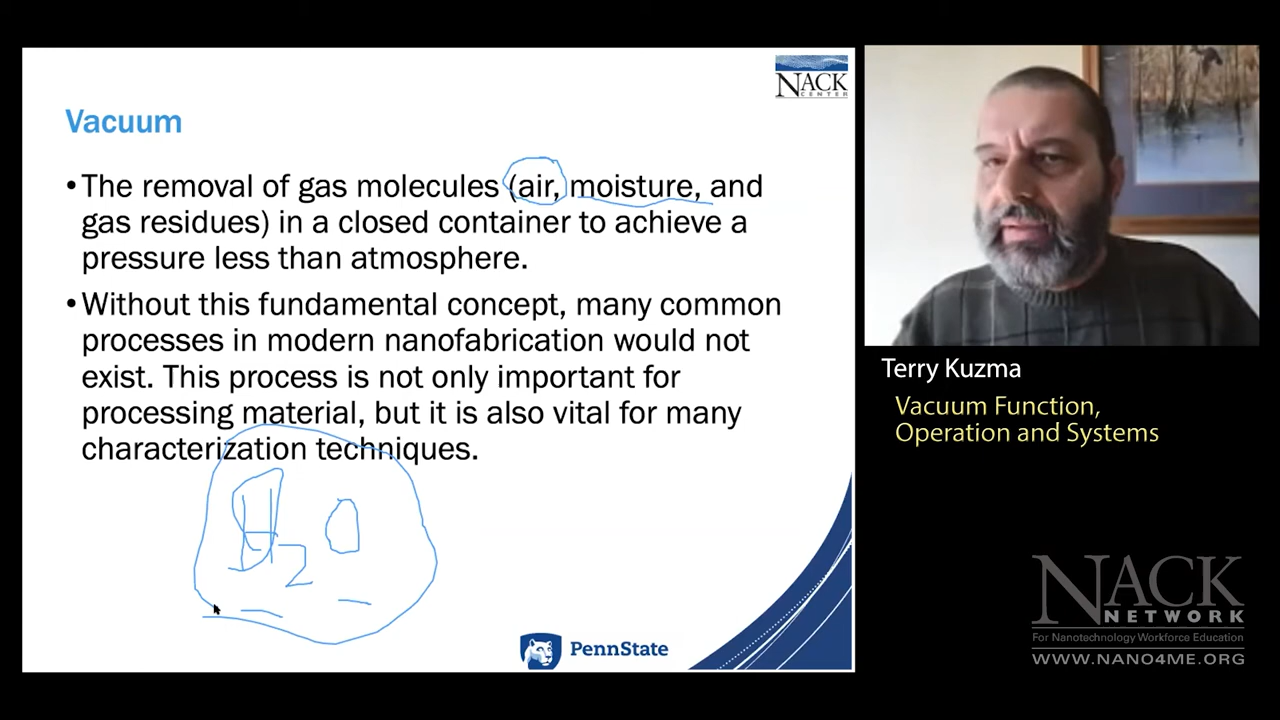 NACK
CENTER
Vacuum
•The removal of gas molecules (air, moisture, and
gas residues) in a closed container to achieve a
pressure less than atmosphere.
•Without this fundamental concept, many common
processes in modern nanofabrication would not
exist. This process is not only important for
processing material, but it is also vital for many
characterization techniques.
H2O
PennState
Terry Kuzma
Vacuum Function,
Operation and Systems
NACK
NETWORK
For Nanotechnology Workforce Education
WWW.NANO4ME.ORG